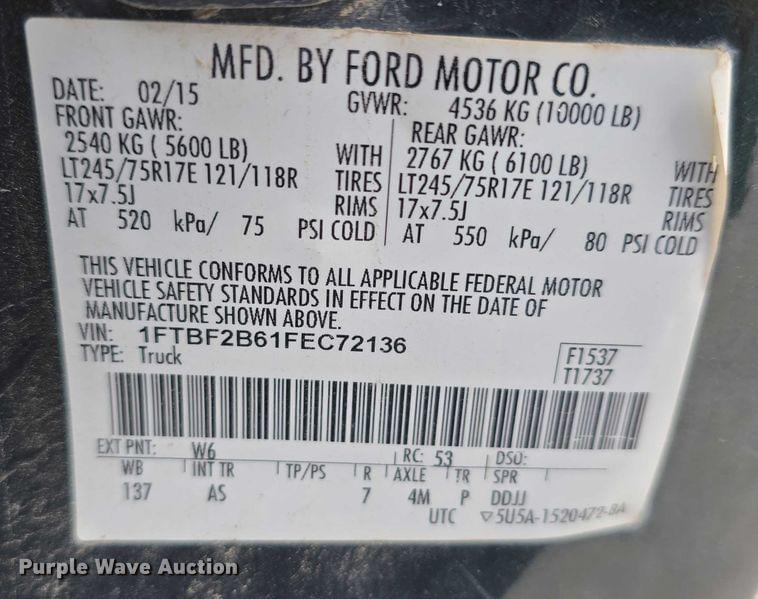 MFD. BY FORD MOTOR CO.
DATE: 02/15
GVWR: 4536 KG (10000 LB)
FRONT GAWR:
2540 KG ( 5600 LB)
WITH
LT245/75R17E 121/118R
TIRES
17x7.5J
RIMS
AT 520 kPa/ 75 PSI COLD
REAR GAWR:
2767 KG ( 6100 LB)
WITH
LT245/75R17E 121/118R
TIRES
17x7.5J
RIMS
AT 550 kPa/ 80 PSI COLD
THIS VEHICLE CONFORMS TO ALL APPLICABLE FEDERAL MOTOR
VEHICLE SAFETY STANDARDS IN EFFECT ON THE DATE OF
MANUFACTURE SHOWN ABOVE.
VIN: 1FTBF2B61FEC72136
TYPE: Truck
F1537
T1737
EXT PNT: W6 RC: 53 DSO:
WB INT TR TP/PS R AXLE TR SPR
137 AS 7 4M P DDJJ
UTC ▽5U5A-1520472-BA
Purple Wave Auction